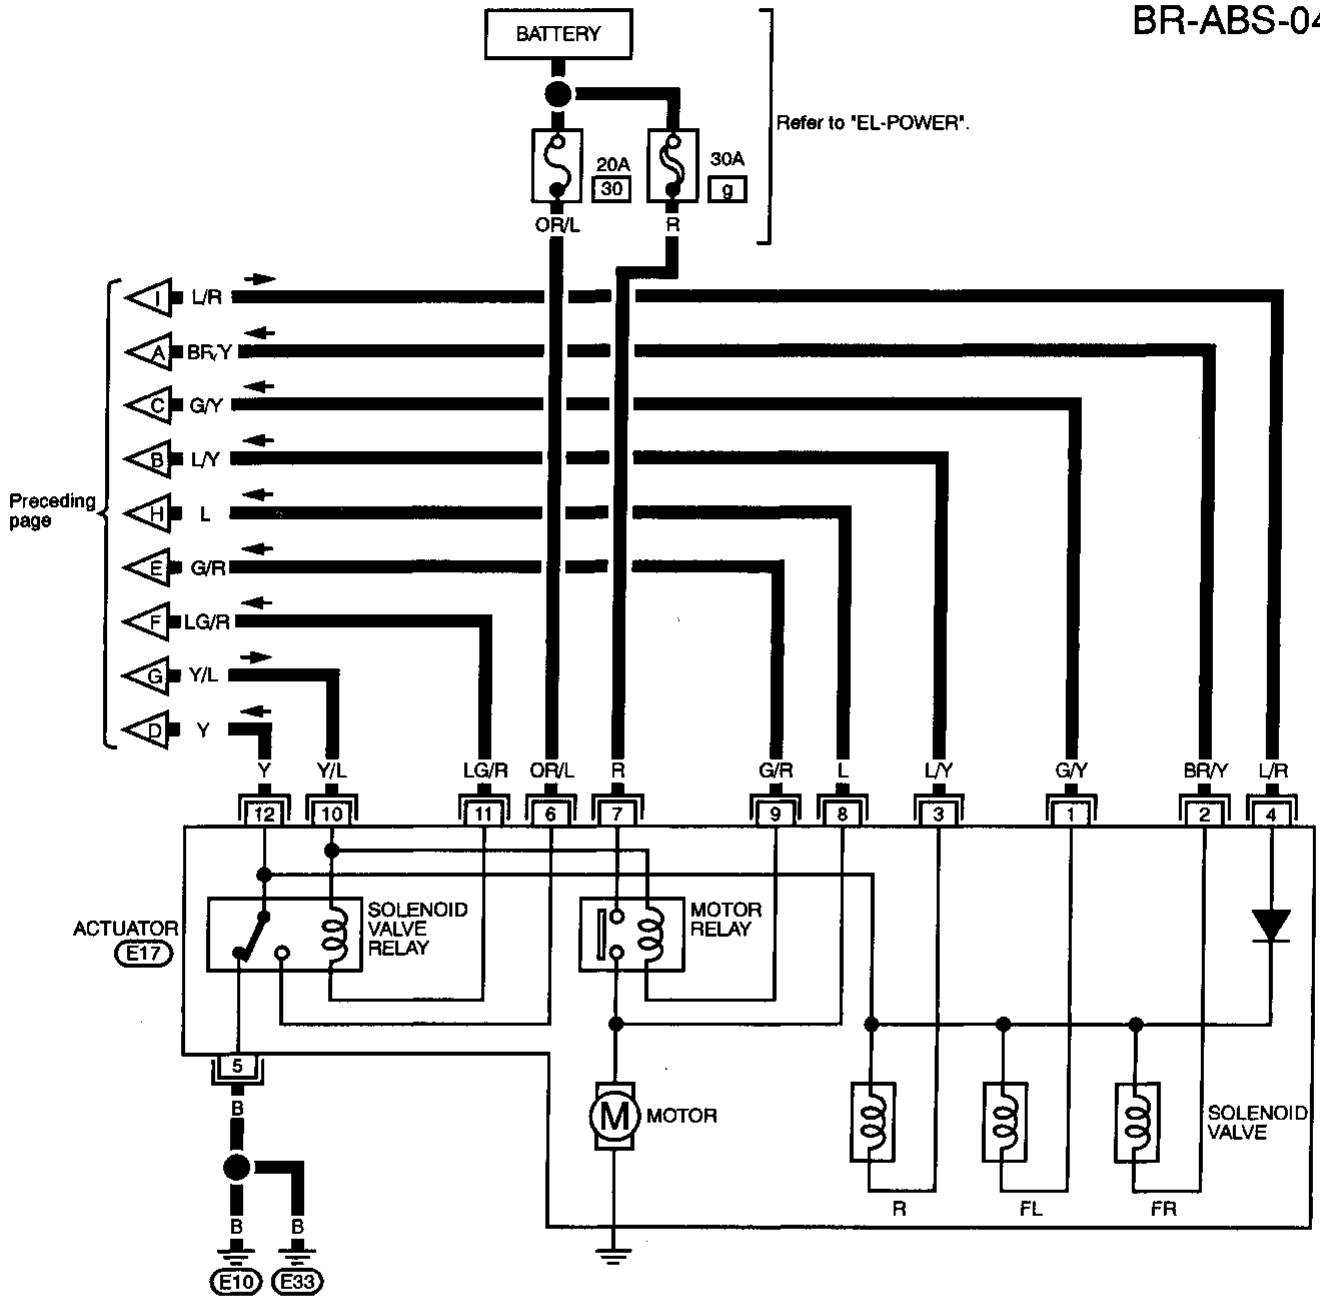 BR-ABS-04
BATTERY
Refer to "EL-POWER".
20A
30
30A
g
OR/L
R
I
L/R
A
BR/Y
C
G/Y
B
L/Y
Preceding
page
H
L
E
G/R
F
LG/R
G
Y/L
D
Y
Y
Y/L
LG/R
OR/L
R
G/R
L
L/Y
G/Y
BR/Y
L/R
12
10
11
6
7
9
8
3
1
2
4
ACTUATOR
E17
SOLENOID
VALVE
RELAY
MOTOR
RELAY
5
B
M
MOTOR
SOLENOID
VALVE
R
FL
FR
B
B
E10
E33